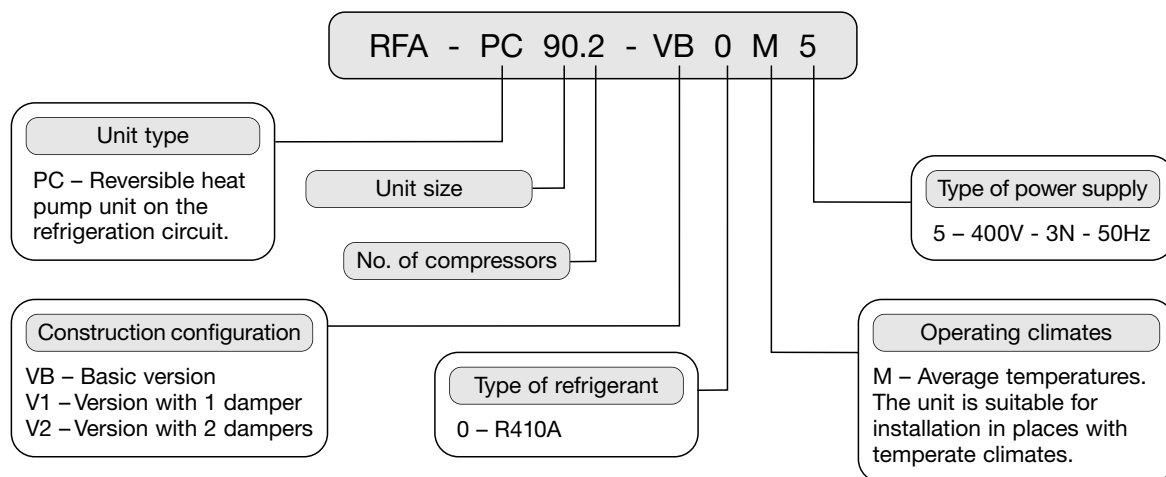 RFA - PC 90.2 - VB 0 M 5
Unit type
PC – Reversible heat
pump unit on the
refrigeration circuit.
Unit size
No. of compressors
Type of power supply
5 – 400V - 3N - 50Hz
Construction configuration
VB – Basic version
V1 – Version with 1 damper
V2 – Version with 2 dampers
Type of refrigerant
0 – R410A
Operating climates
M – Average temperatures.
The unit is suitable for
installation in places with
temperate climates.